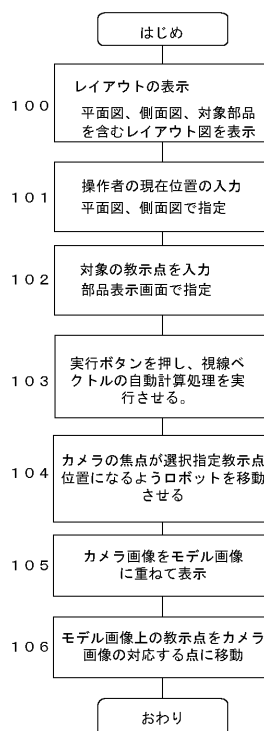 はじめ
100
レイアウトの表示
平面図、側面図、対象部品
を含むレイアウト図を表示
101
操作者の現在位置の入力
平面図、側面図で指定
102
対象の教示点を入力
部品表示画面で指定
103
実行ボタンを押し、視線ベ
クトルの自動計算処理を実
行させる。
104
カメラの焦点が選択指定教示点
位置になるようロボットを移動
させる
105
カメラ画像をモデル画像
に重ねて表示
106
モデル画像上の教示点をカメラ
画像の対応する点に移動
おわり